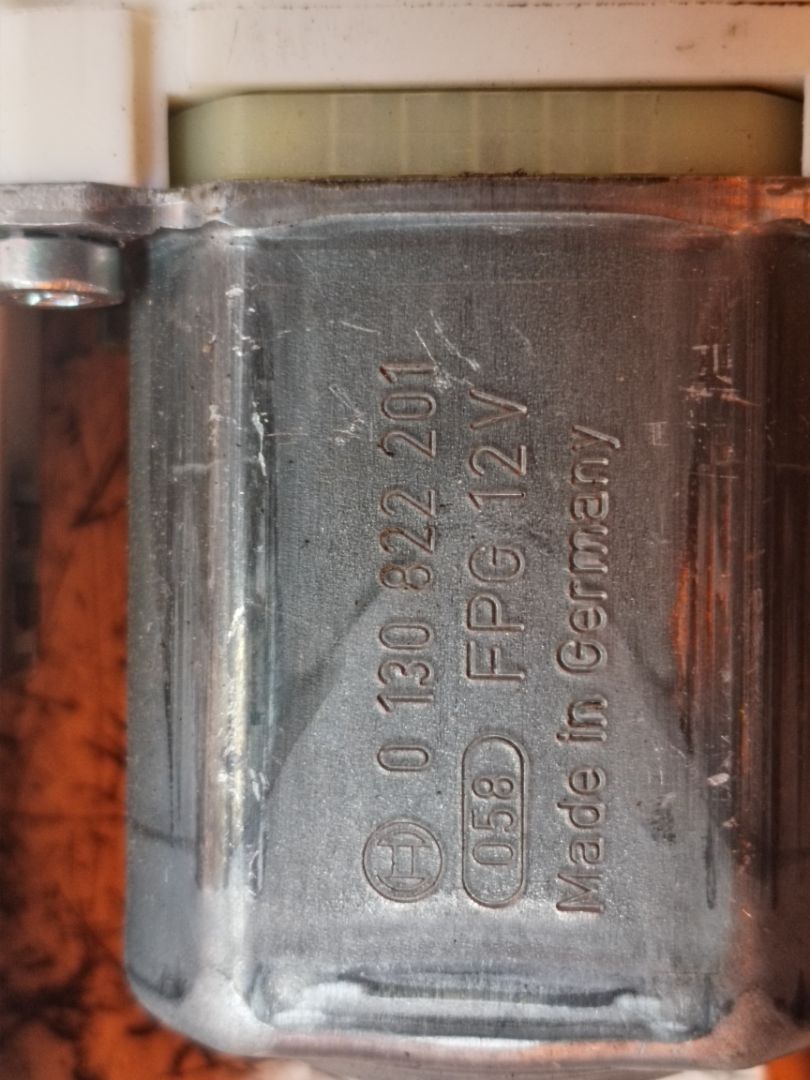 0 130 822 201
058 FPG 12V
Made in Germany